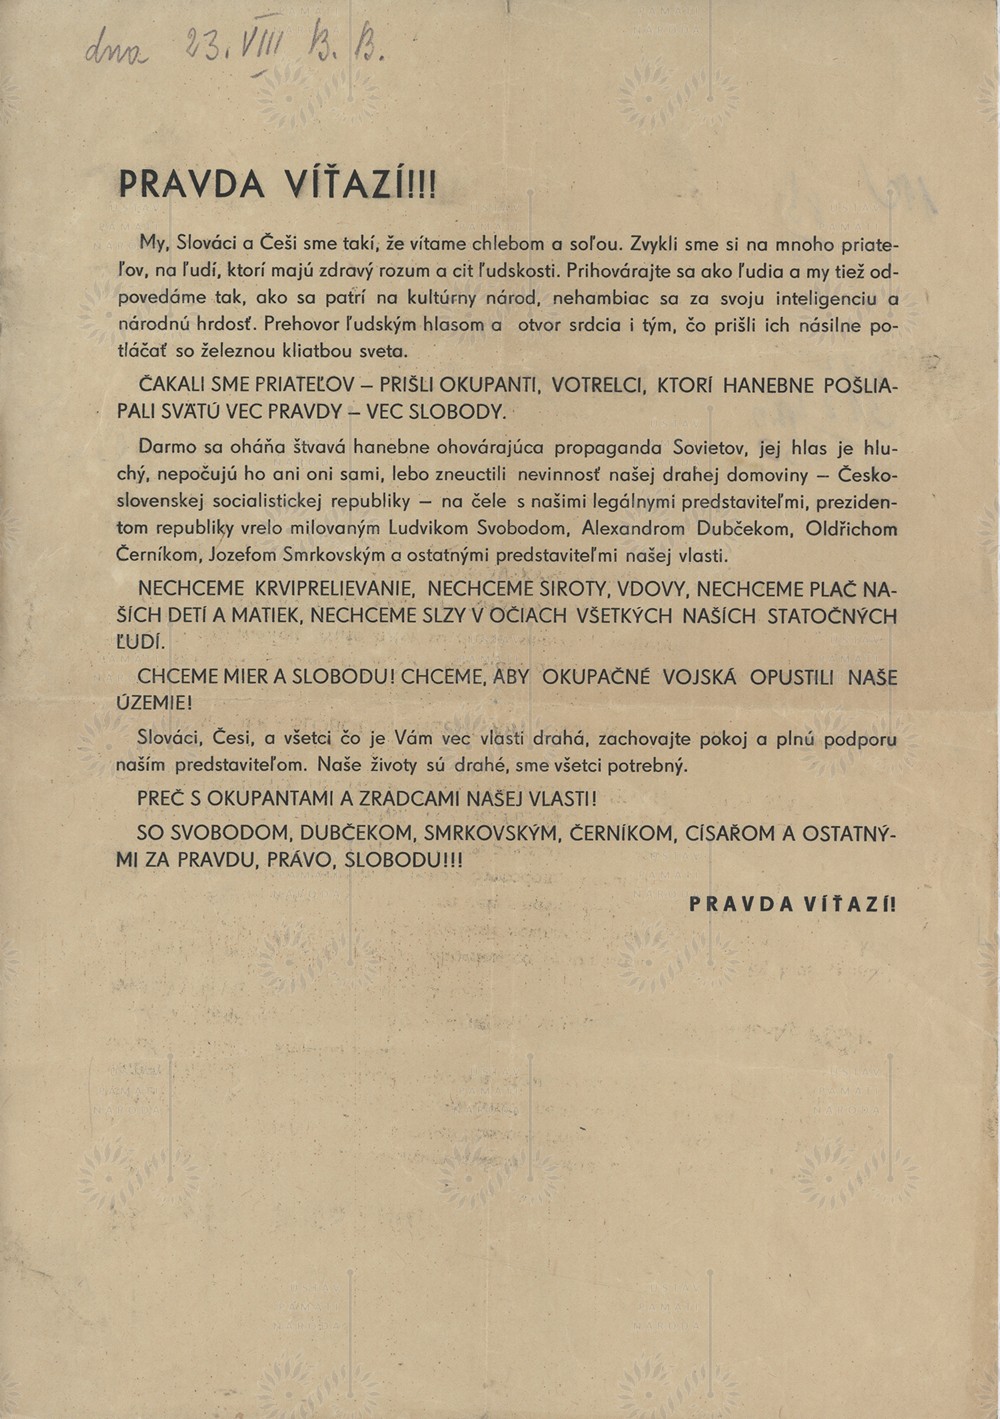 dna 23. VIII B. B.
PRAVDA VÍŤAZÍ!!!
My, Slováci a Češi sme takí, že vítame chlebom a soľou. Zvykli sme si na mnoho priate-
ľov, na ľudí, ktorí majú zdravý rozum a cit ľudskosti. Prihovárajte sa ako ľudia a my tiež od-
povedáme tak, ako sa patrí na kultúrny národ, nehambiac sa za svoju inteligenciu a
národnú hrdosť. Prehovor ľudským hlasom a otvor srdcia i tým, čo prišli ich násilne po-
tláčať so železnou kliatbou sveta.
ČAKALI SME PRIATEĽOV – PRIŠLI OKUPANTI, VOTRELCI, KTORÍ HANEBNE POŠLIA-
PALI SVÄTÚ VEC PRAVDY – VEC SLOBODY.
Darmo sa oháňa štvavá hanebne ohovárajúca propaganda Sovietov, jej hlas je hlu-
chý, nepočujú ho ani oni sami, lebo zneuctili nevinnosť našej drahej domoviny – Česko-
slovenskej socialistickej republiky – na čele s našimi legálnymi predstaviteľmi, preziden-
tom republiky vrelo milovaným Ludvikom Svobodom, Alexandrom Dubčekom, Oldřichom
Černíkom, Jozefom Smrkovským a ostatnými predstaviteľmi našej vlasti.
NECHCEME KRVIPRELIEVANIE, NECHCEME SIROTY, VDOVY, NECHCEME PLAČ NA-
ŠÍCH DETÍ A MATIEK, NECHCEME SLZY V OČIACH VŠETKÝCH NAŠÍCH STATOČNÝCH
ĽUDÍ.
CHCEME MIER A SLOBODU! CHCEME, ABY OKUPAČNÉ VOJSKÁ OPUSTILI NAŠE
ÚZEMIE!
Slováci, Česi, a všetci čo je Vám vec vlasti drahá, zachovajte pokoj a plnú podporu
naším predstaviteľom. Naše životy sú drahé, sme všetci potrebný.
PREČ S OKUPANTAMI A ZRADCAMI NAŠEJ VLASTI!
SO SVOBODOM, DUBČEKOM, SMRKOVSKÝM, ČERNÍKOM, CÍSAŘOM A OSTATNÝ-
MI ZA PRAVDU, PRÁVO, SLOBODU!!!
PRAVDA VÍŤAZÍ!